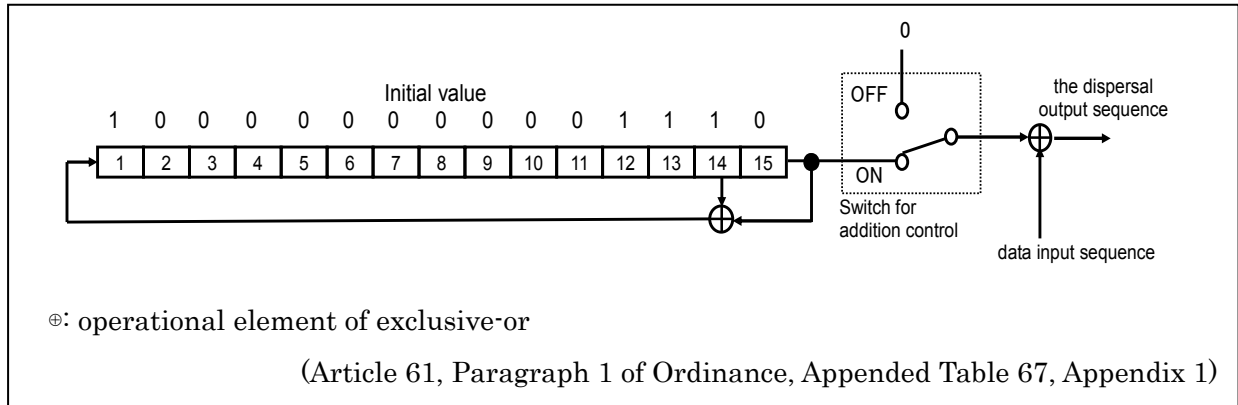 0
Initial value
OFF
the dispersal
output sequence
1 0 0 0 0 0 0 0 0 0 0 1 1 1 0
1 2 3 4 5 6 7 8 9 10 11 12 13 14 15
ON
Switch for
addition control
data input sequence
⊕: operational element of exclusive-or
(Article 61, Paragraph 1 of Ordinance, Appended Table 67, Appendix 1)